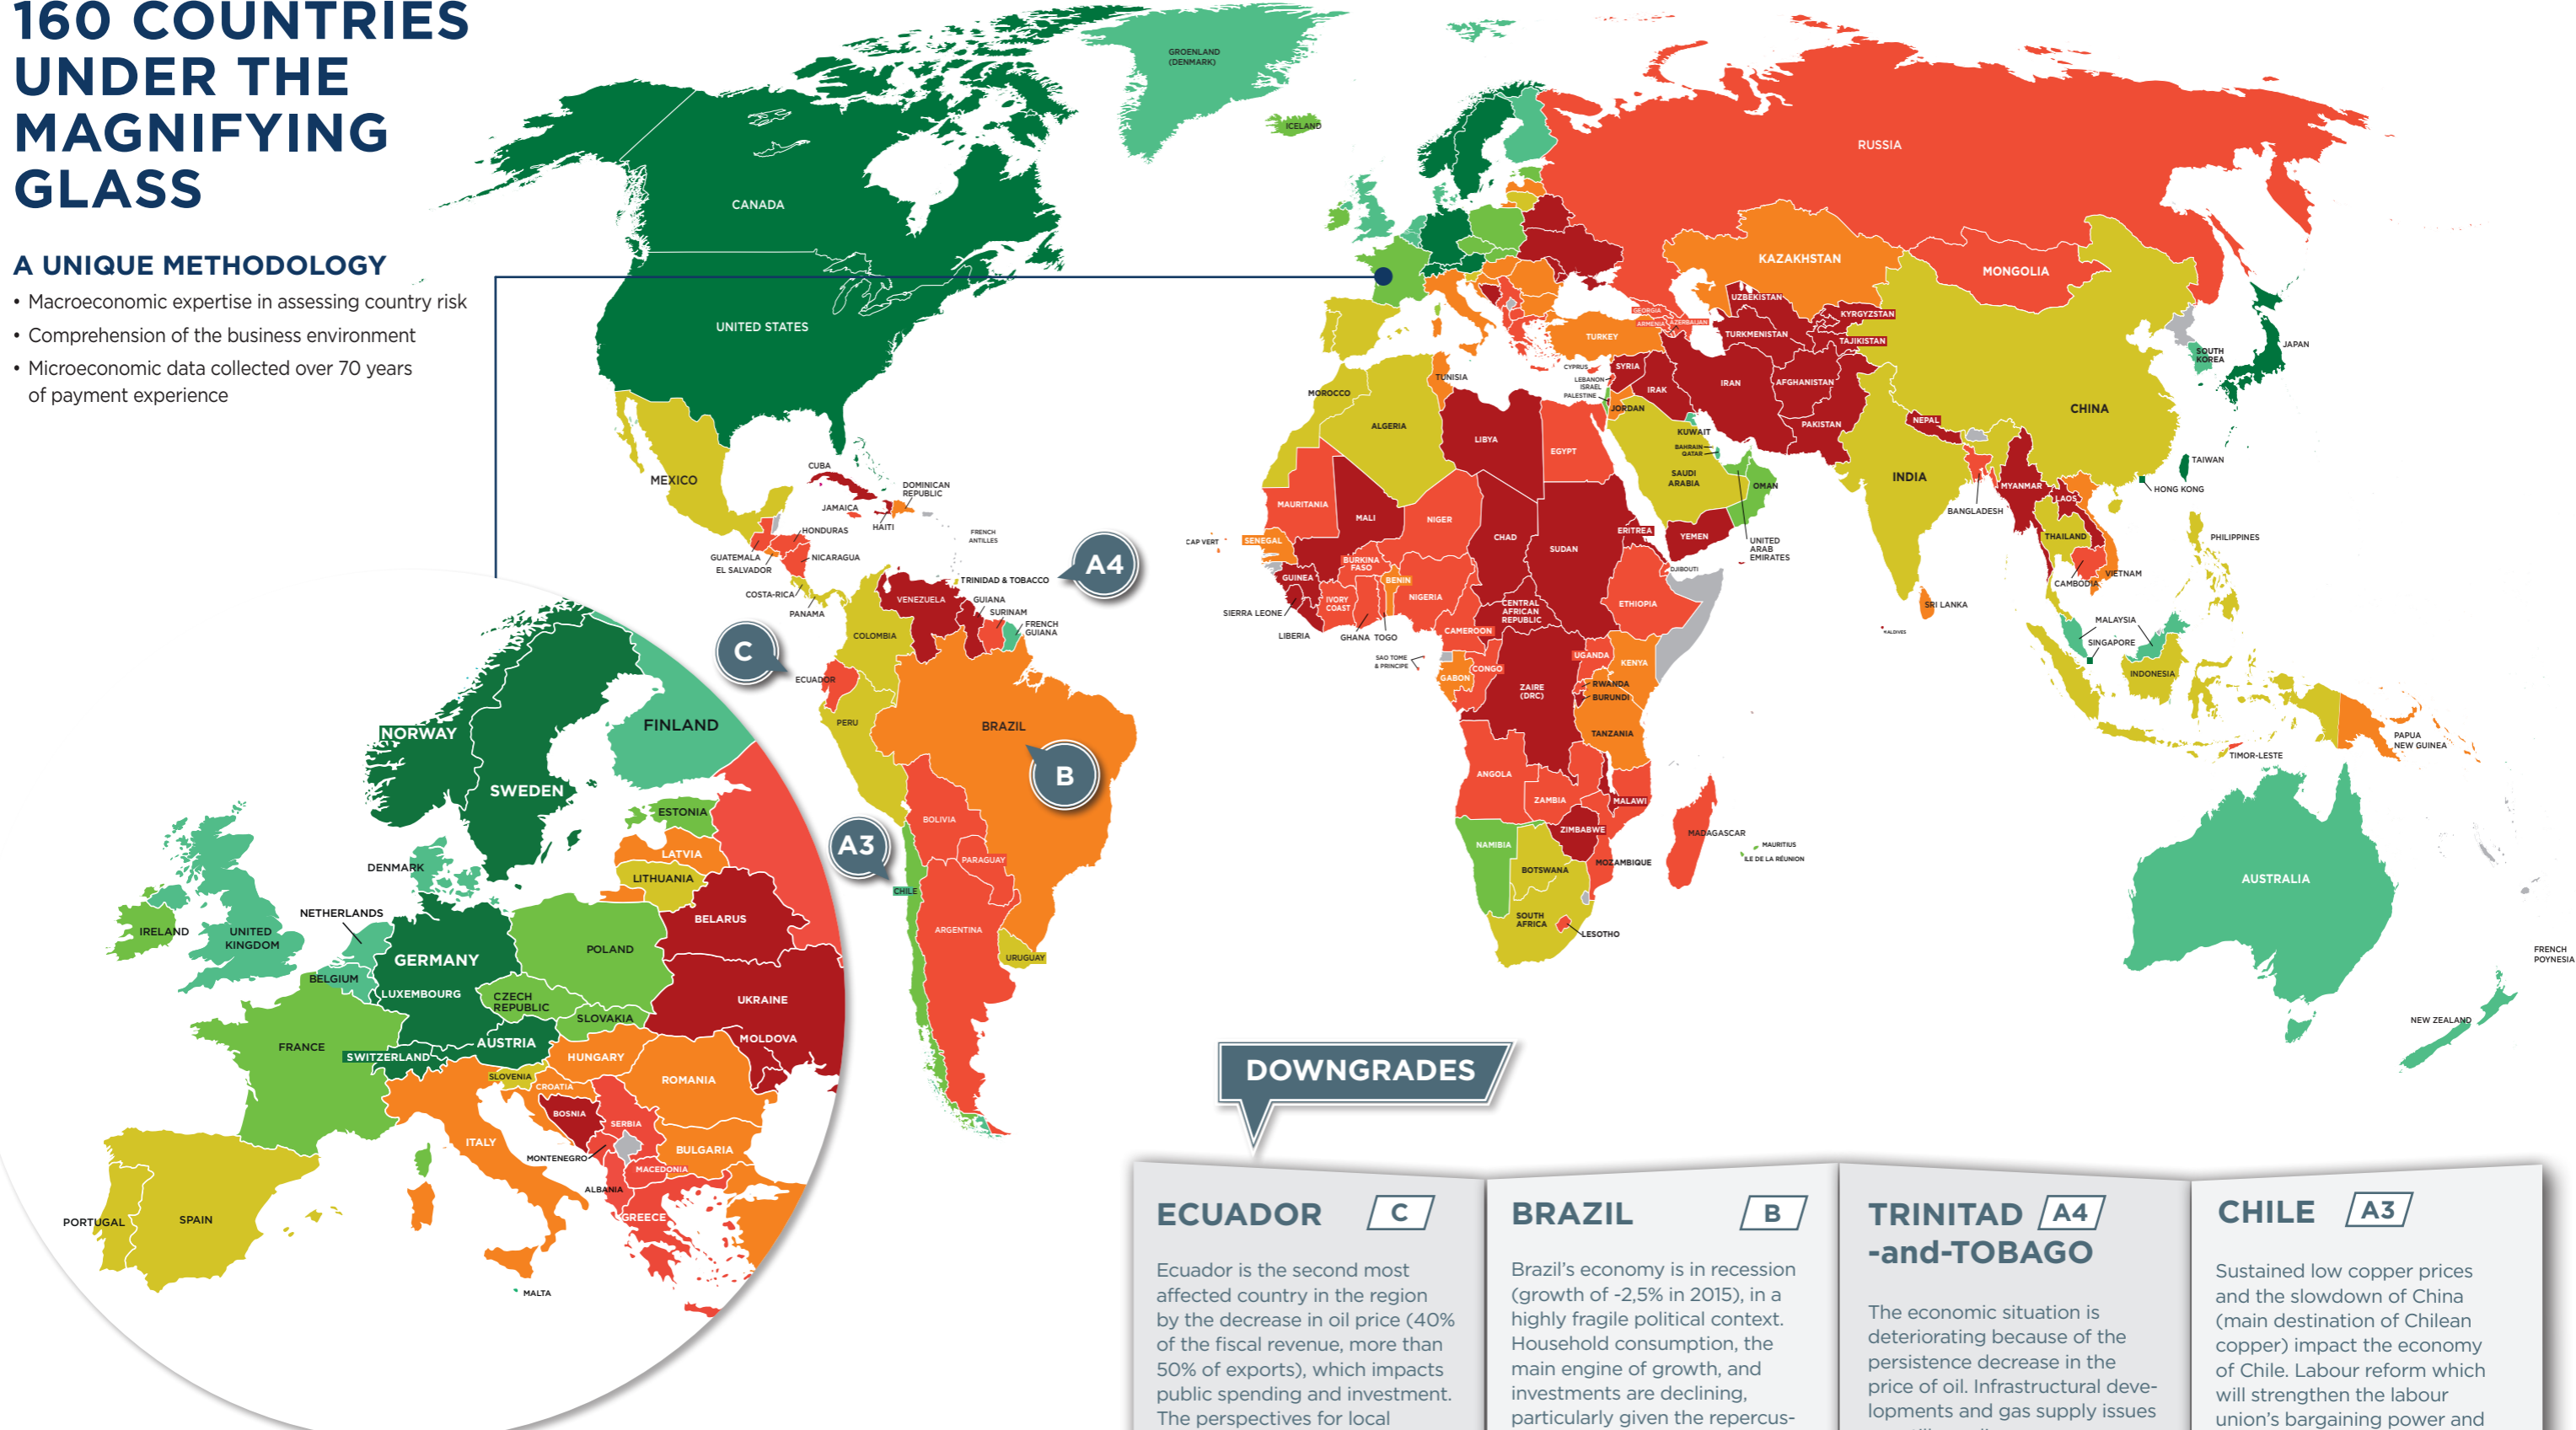 160 COUNTRIES
UNDER THE
MAGNIFYING
GLASS
A UNIQUE METHODOLOGY
• Macroeconomic expertise in assessing country risk
• Comprehension of the business environment
• Microeconomic data collected over 70 years
of payment experience
GROENLAND
(DENMARK)
ICELAND
CANADA
UNITED STATES
MEXICO
CUBA
DOMINICAN
REPUBLIC
JAMAICA
HAITI
HONDURAS
GUATEMALA
NICARAGUA
EL SALVADOR
FRENCH
ANTILLES
COSTA-RICA
PANAMA
TRINIDAD & TOBACCO
A4
VENEZUELA
GUIANA
SURINAM
FRENCH
GUIANA
COLOMBIA
C
ECUADOR
PERU
BRAZIL
B
BOLIVIA
A3
PARAGUAY
CHILE
ARGENTINA
URUGUAY
RUSSIA
KAZAKHSTAN
MONGOLIA
UZBEKISTAN
KYRGYZSTAN
GEORGIA
ARMENIA
AZERBAIJAN
TURKMENISTAN
TAJIKISTAN
TURKEY
JAPAN
SOUTH
KOREA
CYPRUS
SYRIA
LEBANON
ISRAEL
PALESTINE
IRAK
IRAN
AFGHANISTAN
TUNISIA
MOROCCO
JORDAN
CHINA
ALGERIA
LIBYA
EGYPT
KUWAIT
PAKISTAN
NEPAL
BAHRAIN
QATAR
SAUDI
ARABIA
OMAN
INDIA
TAIWAN
MYANMAR
LAOS
HONG KONG
BANGLADESH
MAURITANIA
MALI
NIGER
CHAD
SUDAN
ERITREA
YEMEN
UNITED
ARAB
EMIRATES
THAILAND
PHILIPPINES
CAP VERT
SENEGAL
BURKINA
FASO
DJIBOUTI
VIETNAM
CAMBODIA
GUINEA
BENIN
NIGERIA
IVORY
COAST
CENTRAL
AFRICAN
REPUBLIC
ETHIOPIA
SRI LANKA
SIERRA LEONE
LIBERIA
GHANA
TOGO
CAMEROON
ALDIVES
MALAYSIA
SINGAPORE
SAO TOME
& PRINCIPE
UGANDA
KENYA
CONGO
GABON
ZAIRE
(DRC)
RWANDA
BURUNDI
INDONESIA
TANZANIA
PAPUA
NEW GUINEA
TIMOR-LESTE
ANGOLA
ZAMBIA
MALAWI
ZIMBABWE
MADAGASCAR
NAMIBIA
MAURITIUS
ILE DE LA RÉUNION
MOZAMBIQUE
BOTSWANA
SOUTH
AFRICA
LESOTHO
AUSTRALIA
FRENCH
POYNESIA
NEW ZEALAND
NORWAY
FINLAND
SWEDEN
ESTONIA
LATVIA
DENMARK
LITHUANIA
NETHERLANDS
BELARUS
IRELAND
UNITED
KINGDOM
POLAND
GERMANY
BELGIUM
LUXEMBOURG
CZECH
REPUBLIC
UKRAINE
SLOVAKIA
FRANCE
AUSTRIA
MOLDOVA
SWITZERLAND
HUNGARY
SLOVENIA
ROMANIA
CROATIA
BOSNIA
SERBIA
ITALY
BULGARIA
MONTENEGRO
MACEDONIA
ALBANIA
GREECE
PORTUGAL
SPAIN
MALTA
DOWNGRADES
ECUADOR C
Ecuador is the second most
affected country in the region
by the decrease in oil price (40%
of the fiscal revenue, more than
50% of exports), which impacts
public spending and investment.
The perspectives for local
BRAZIL B
Brazil's economy is in recession
(growth of -2,5% in 2015), in a
highly fragile political context.
Household consumption, the
main engine of growth, and
investments are declining,
particularly given the repercus-
TRINITAD A4
-and-TOBAGO
The economic situation is
deteriorating because of the
persistence decrease in the
price of oil. Infrastructural deve-
lopments and gas supply issues
CHILE A3
Sustained low copper prices
and the slowdown of China
(main destination of Chilean
copper) impact the economy
of Chile. Labour reform which
will strengthen the labour
union's bargaining power and